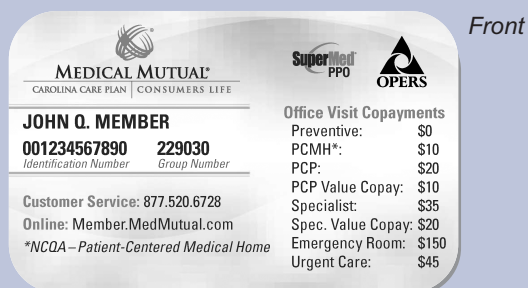 Front
MEDICAL MUTUAL®
CAROLINA CARE PLAN | CONSUMERS LIFE
SuperMed
PPO
OPERS
JOHN Q. MEMBER
001234567890 229030
Identification Number Group Number
Customer Service: 877.520.6728
Online: Member.MedMutual.com
*NCQA – Patient-Centered Medical Home
Office Visit Copayments
Preventive: $0
PCMH*: $10
PCP: $20
PCP Value Copay: $10
Specialist: $35
Spec. Value Copay: $20
Emergency Room: $150
Urgent Care: $45